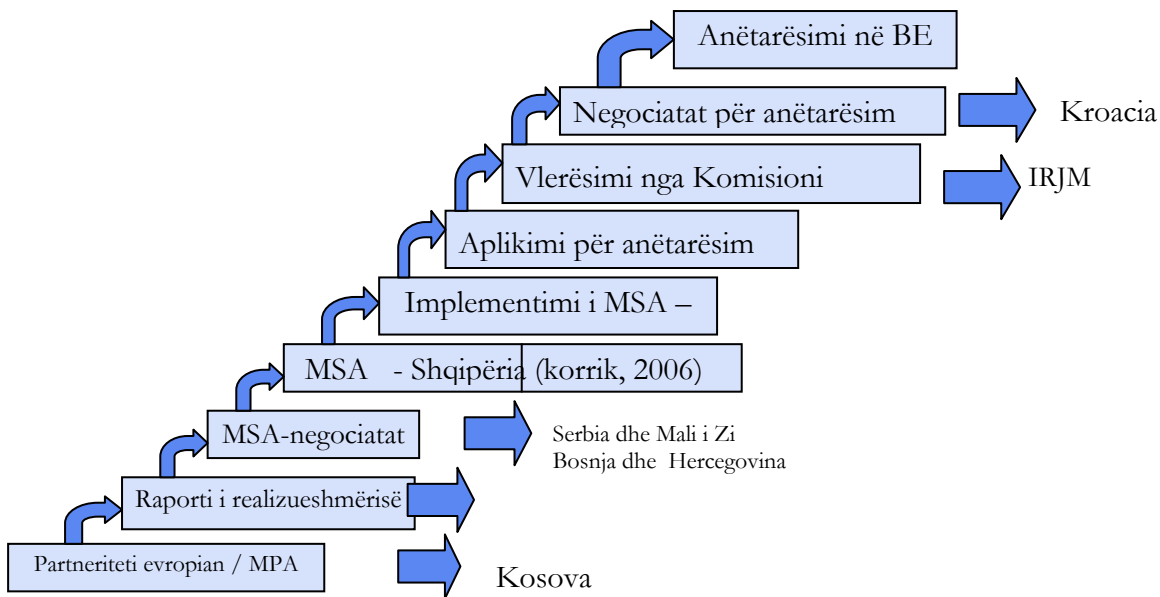 Anëtarësimi në BE
Negociatat për anëtarësim
Kroacia
Vlerësimi nga Komisioni
IRJM
Aplikimi për anëtarësim
Implementimi i MSA –
MSA - Shqipëria (korrik, 2006)
MSA-negociatat
Serbia dhe Mali i Zi
Bosnja dhe Hercegovina
Raporti i realizueshmërisë
Partneriteti evropian / MPA
Kosova